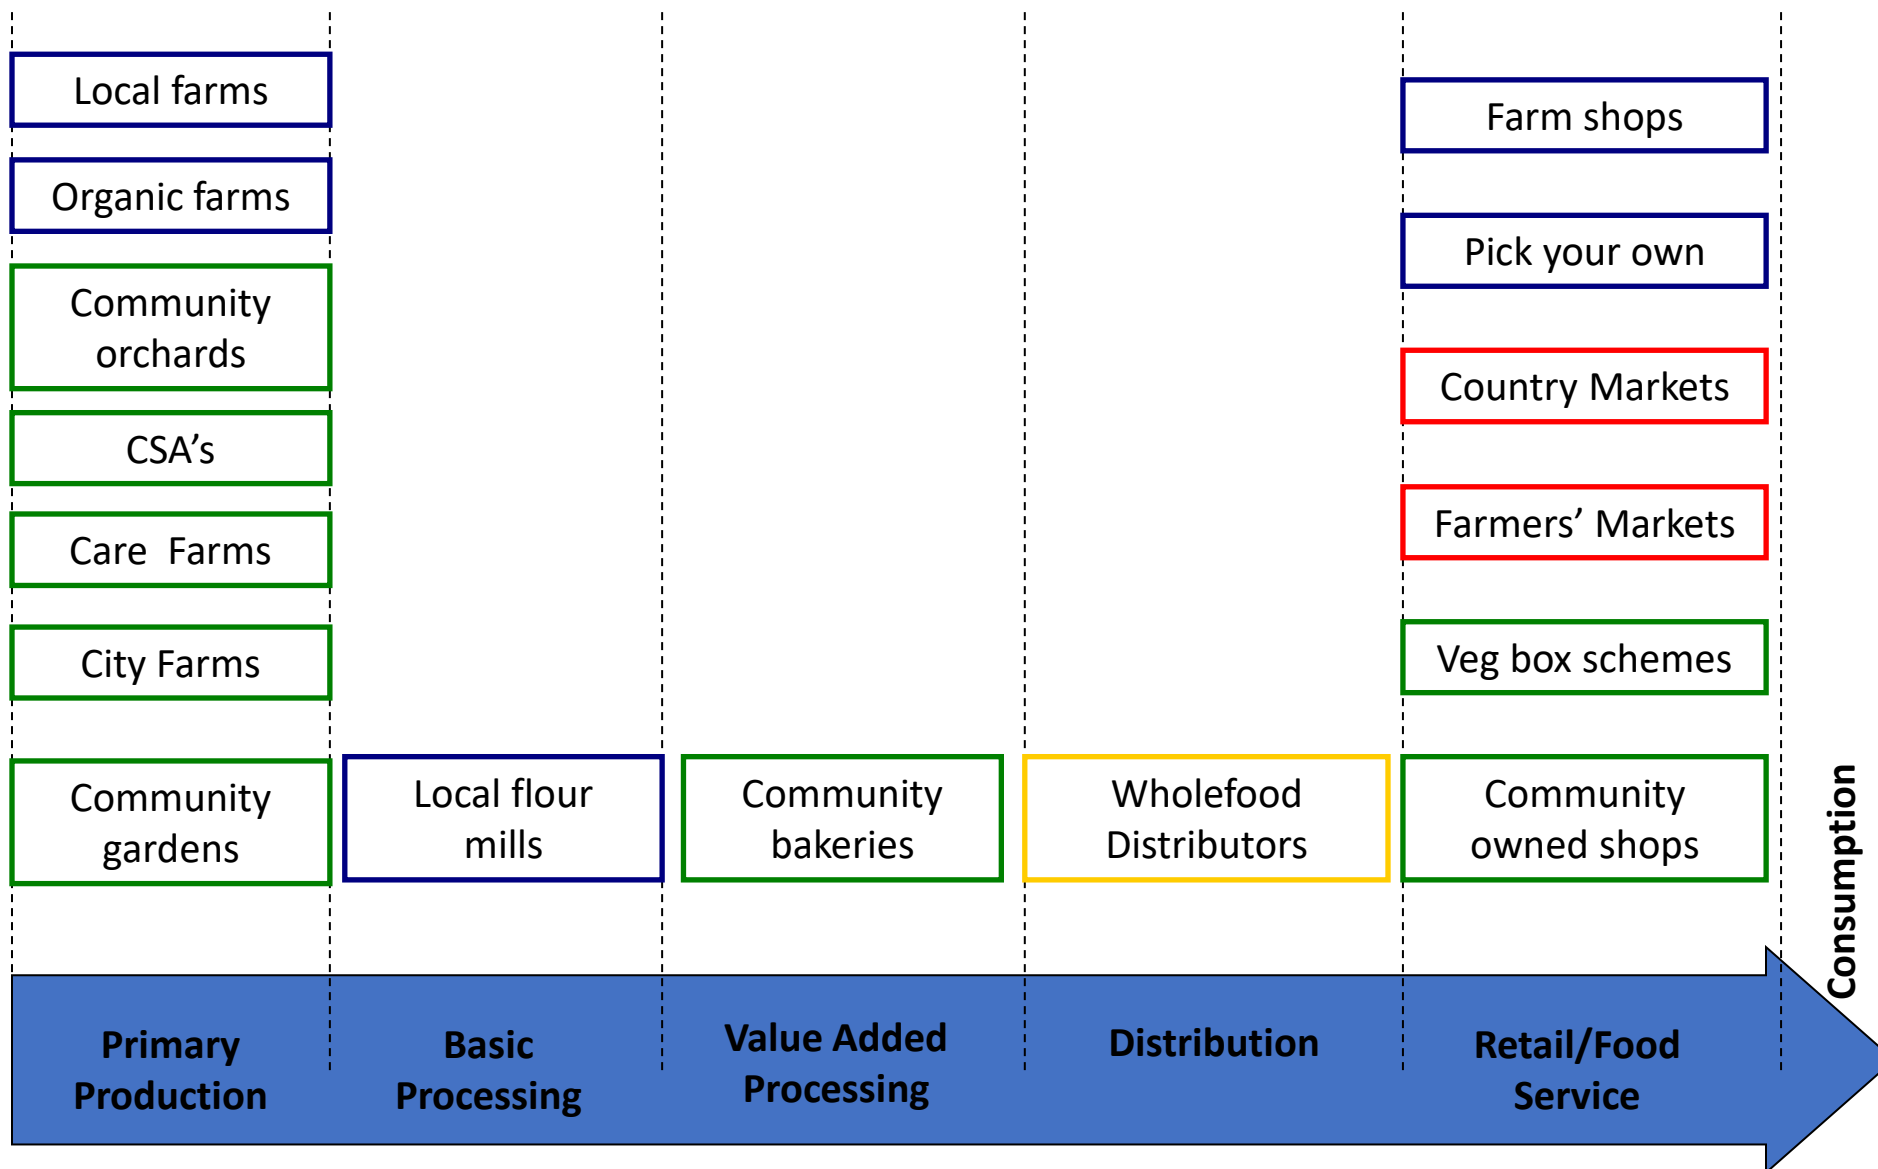 Local farms
Organic farms
Community
orchards
CSA’s
Care  Farms
City Farms
Community
gardens
Local flour
mills
Community
bakeries
Wholefood
Distributors
Farm shops
Pick your own
Country Markets
Farmers’ Markets
Veg box schemes
Community
owned shops
Consumption
Primary
Production
Basic
Processing
Value Added
Processing
Distribution
Retail/Food
Service